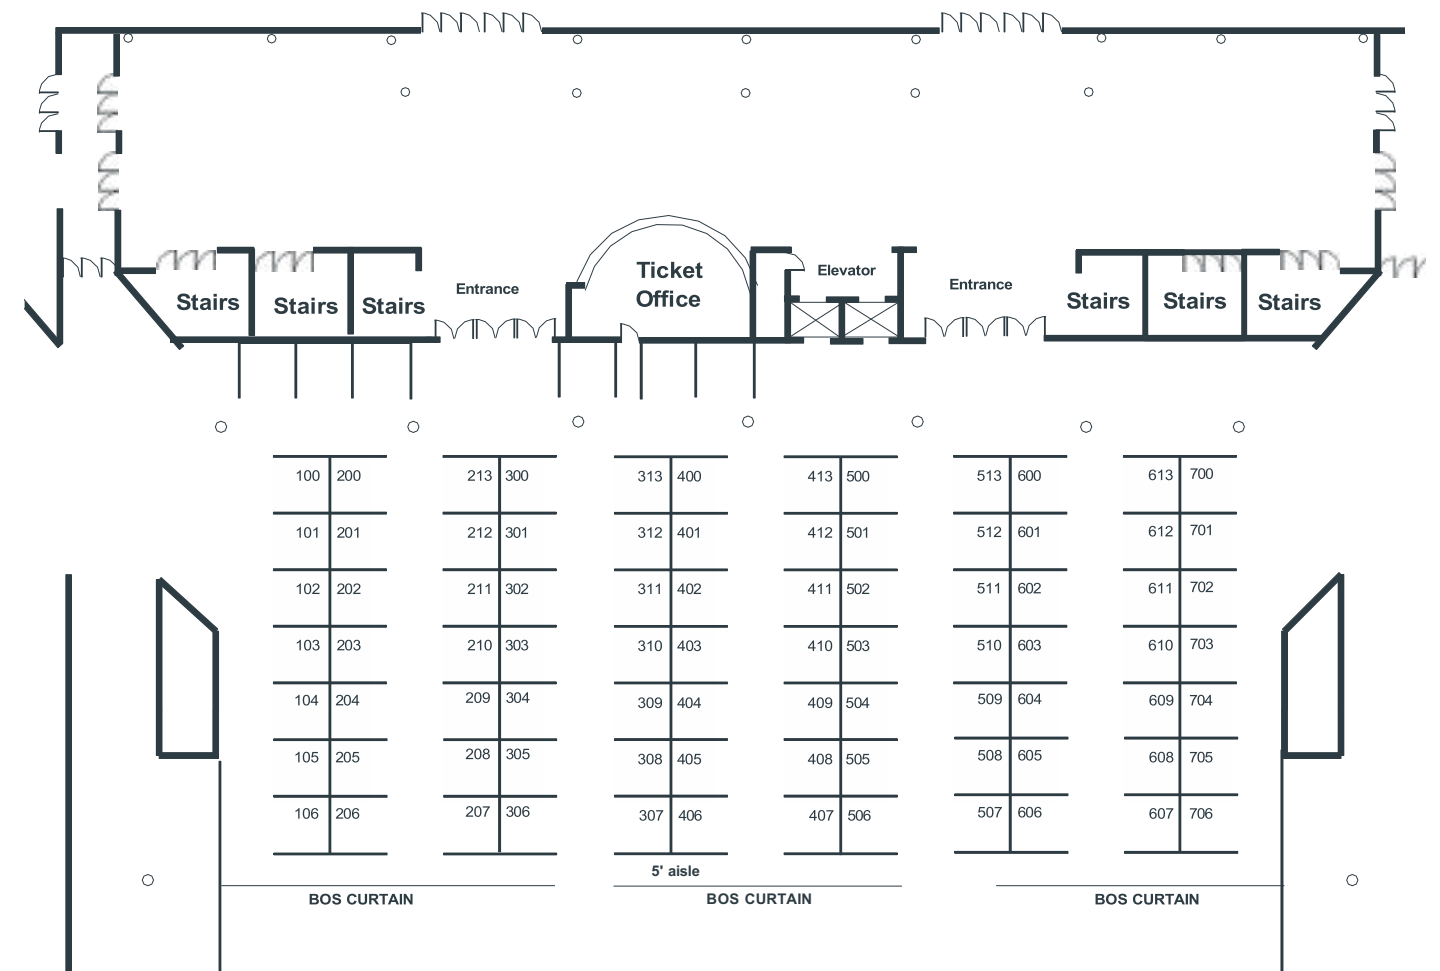 Ticket
Office
Elevator
Entrance
Entrance
Stairs Stairs Stairs
Stairs Stairs Stairs
100 200 213 300 313 400 413 500 513 600 613 700
101 201 212 301 312 401 412 501 512 601 612 701
102 202 211 302 311 402 411 502 511 602 611 702
103 203 210 303 310 403 410 503 510 603 610 703
104 204 209 304 309 404 409 504 509 604 609 704
105 205 208 305 308 405 408 505 508 605 608 705
106 206 207 306 307 406 407 506 507 606 607 706
5' aisle
BOS CURTAIN BOS CURTAIN BOS CURTAIN